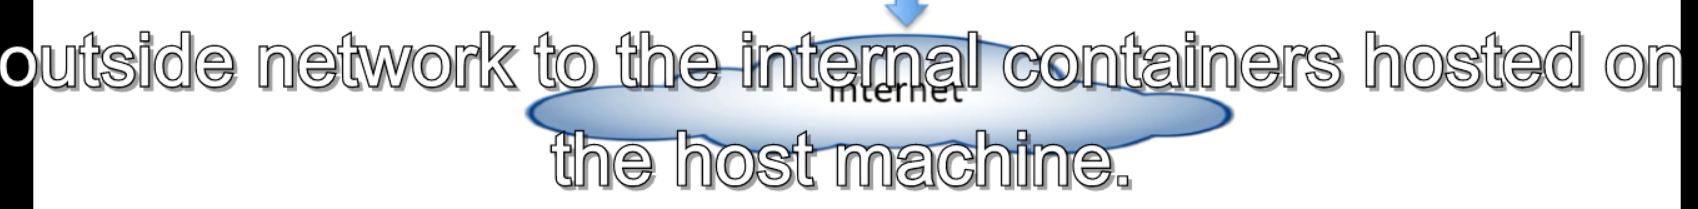 outside network to the internal containers hosted on
internet
the host machine.